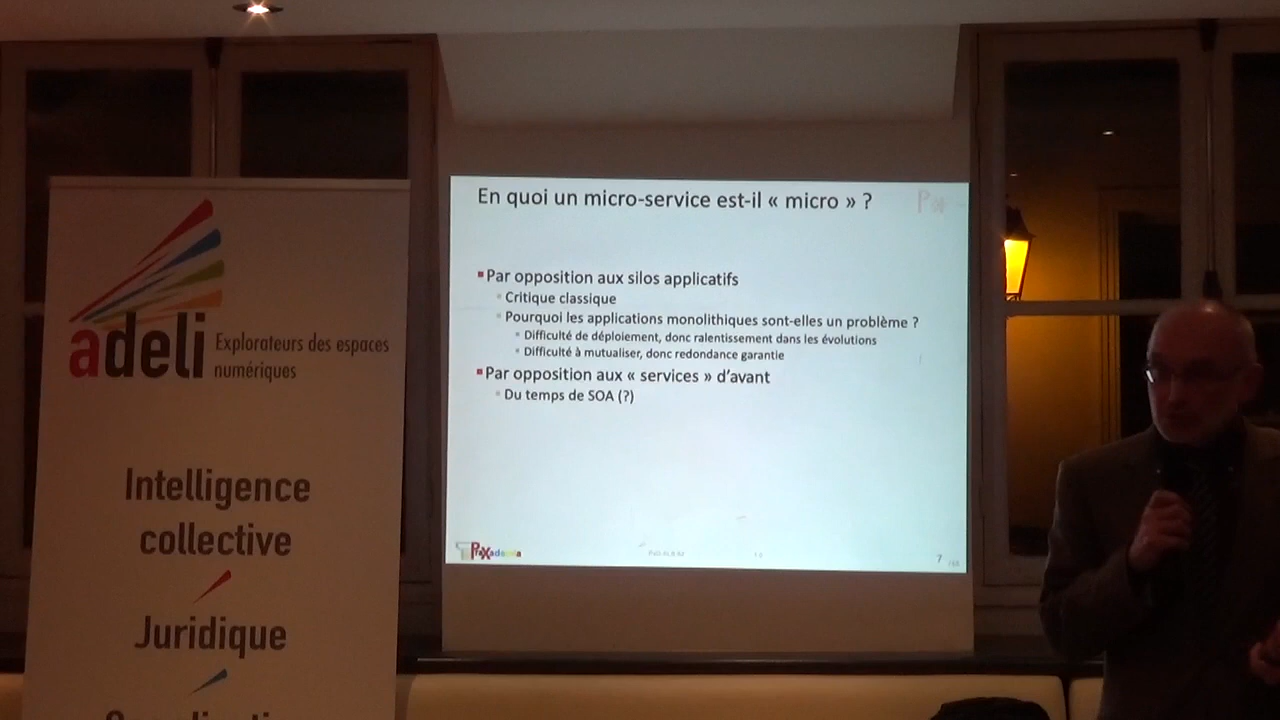 adeli
Explorateurs des espaces
numériques
Intelligence
collective
Juridique
En quoi un micro-service est-il « micro » ?
Par opposition aux silos applicatifs
Critique classique
Pourquoi les applications monolithiques sont-elles un problème ?
Difficulté de déploiement, donc ralentissement dans les évolutions
Difficulté à mutualiser, donc redondance garantie
Par opposition aux « services » d’avant
Du temps de SOA (?)
PraXademia
7